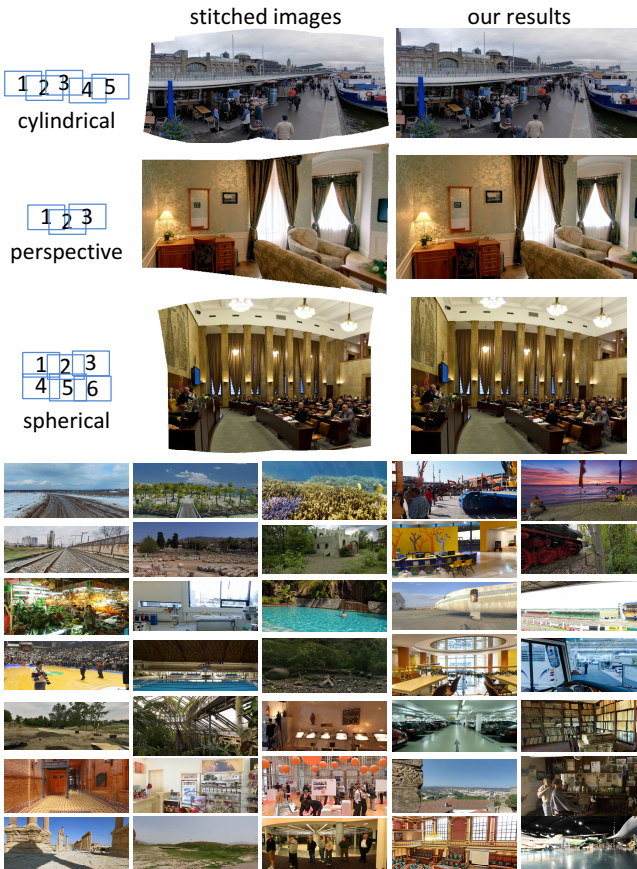 stitched images our results
1 2 3 4 5
cylindrical
1 2 3
perspective
1 2 3
4 5 6
spherical